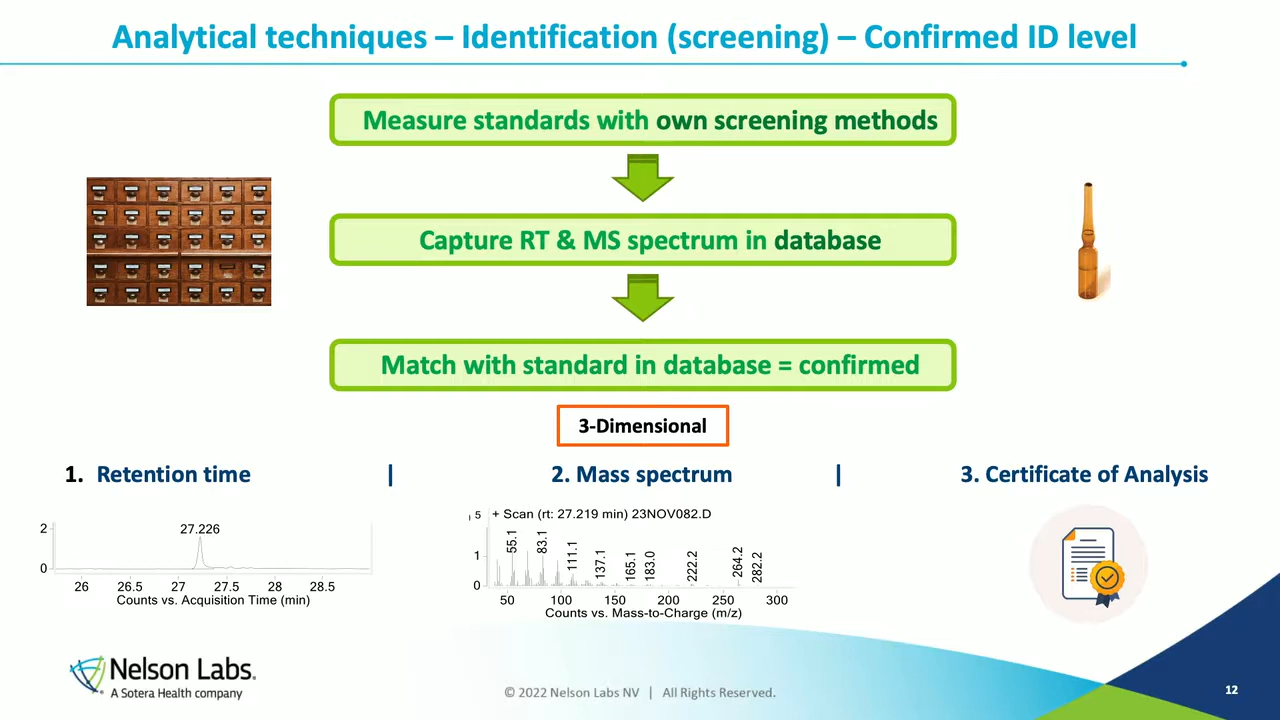 Analytical techniques – Identification (screening) – Confirmed ID level
Measure standards with own screening methods
Capture RT & MS spectrum in database
Match with standard in database = confirmed
3-Dimensional
1. Retention time | 2. Mass spectrum | 3. Certificate of Analysis
2
27.226
0
26 26.5 27 27.5 28 28.5
Counts vs. Acquisition Time (min)
5 + Scan (rt: 27.219 min) 23NOV082.D
1
0
55.1 83.1 111.1 137.1 165.1 183.0 222.2 264.2 282.2
50 100 150 200 250 300
Counts vs. Mass-to-Charge (m/z)
Nelson Labs.
A Sotera Health company
© 2022 Nelson Labs NV | All Rights Reserved.
12